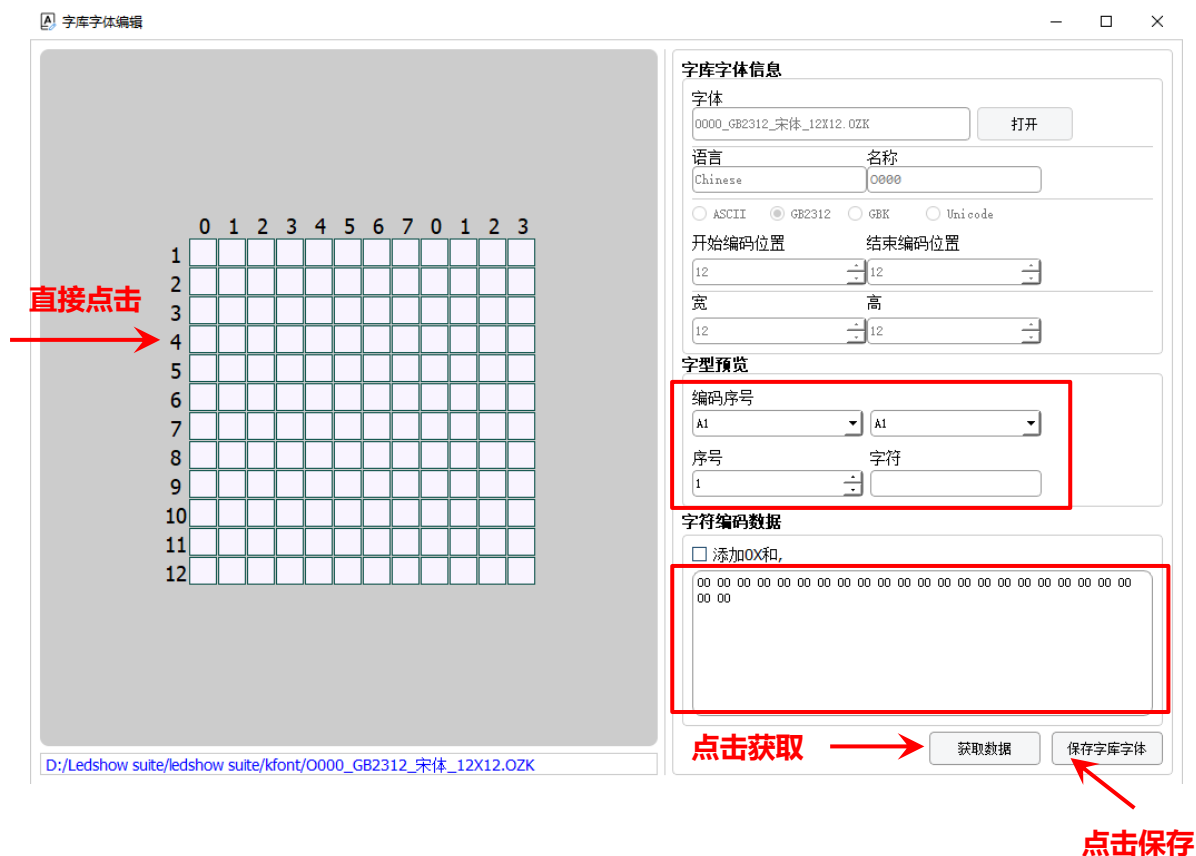 字库字体编辑
字库字体信息
字体
O000_GB2312_宋体_12X12.OZK 打开
语言 名称
Chinese O000
ASCII GB2312 GBK Unicode
开始编码位置 结束编码位置
12 12
宽 高
12 12
字型预览
编码序号
A1 A1
序号 字符
1
字符编码数据
添加0X和,
00 00 00 00 00 00 00 00 00 00 00 00 00 00 00 00 00 00 00 00 00 00
00 00
获取数据 保存字库字体
0 1 2 3 4 5 6 7 0 1 2 3
1
2
3
4
5
6
7
8
9
10
11
12
直接点击
点击获取
点击保存
D:/Ledshow suite/ledshow suite/kfont/O000_GB2312_宋体_12X12.OZK